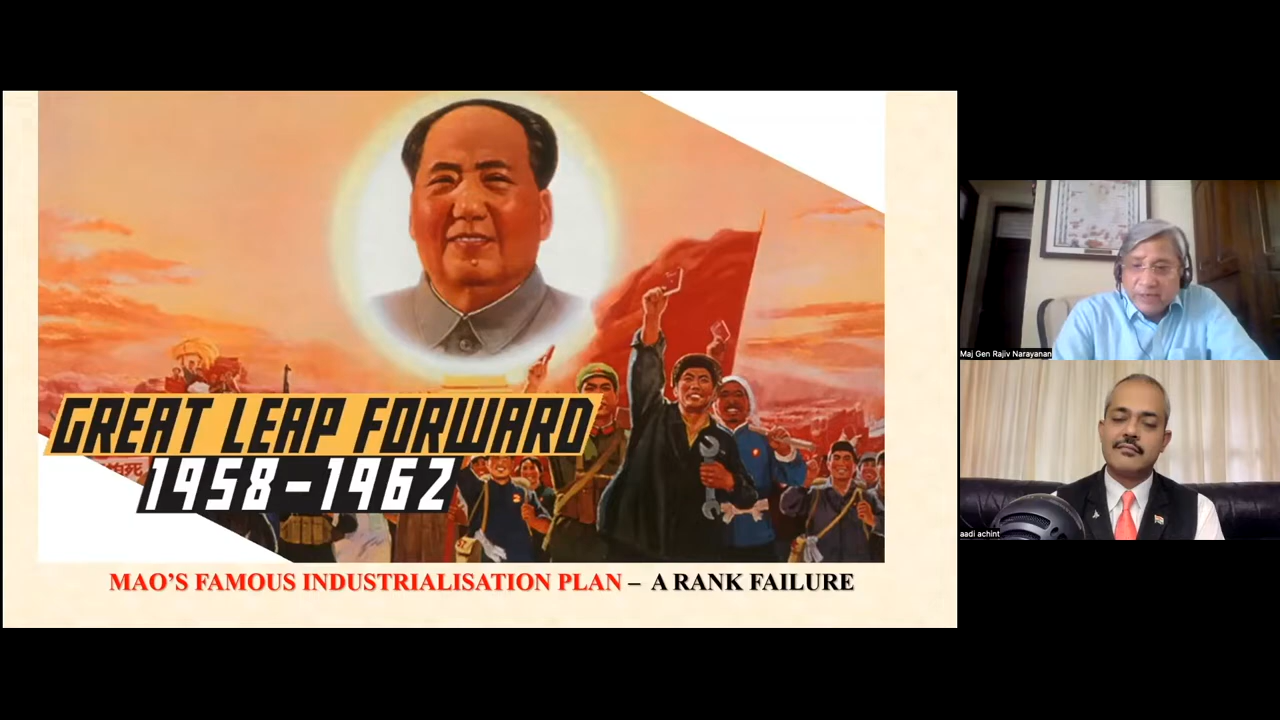 GREAT LEAP FORWARD
1958-1962
MAO'S FAMOUS INDUSTRIALISATION PLAN – A RANK FAILURE
Maj Gen Rajiv Narayanan
aadi achint